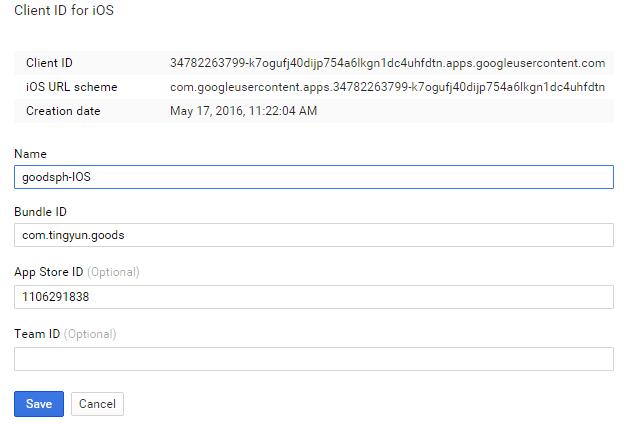 Client ID for iOS
Client ID 34782263799-k7ogufj40dijp754a6lkgn1dc4uhfdtn.apps.googleusercontent.com
iOS URL scheme com.googleusercontent.apps.34782263799-k7ogufj40dijp754a6lkgn1dc4uhfdtn
Creation date May 17, 2016, 11:22:04 AM
Name
goodsph-IOS
Bundle ID
com.tingyun.goods
App Store ID (Optional)
1106291838
Team ID (Optional)
Save Cancel